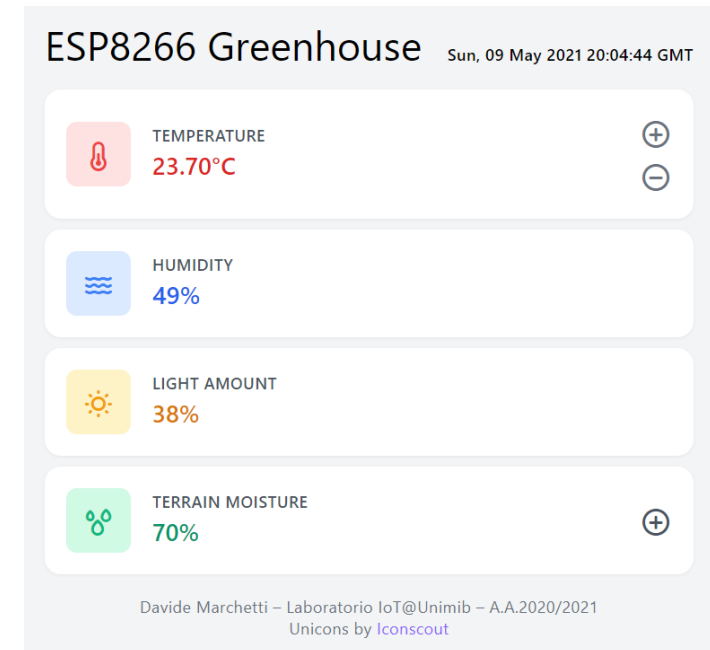 ESP8266 Greenhouse Sun, 09 May 2021 20:04:44 GMT
TEMPERATURE
23.70°C
HUMIDITY
49%
LIGHT AMOUNT
38%
TERRAIN MOISTURE
70%
Davide Marchetti – Laboratorio IoT@Unimib – A.A.2020/2021
Unicons by Iconscout